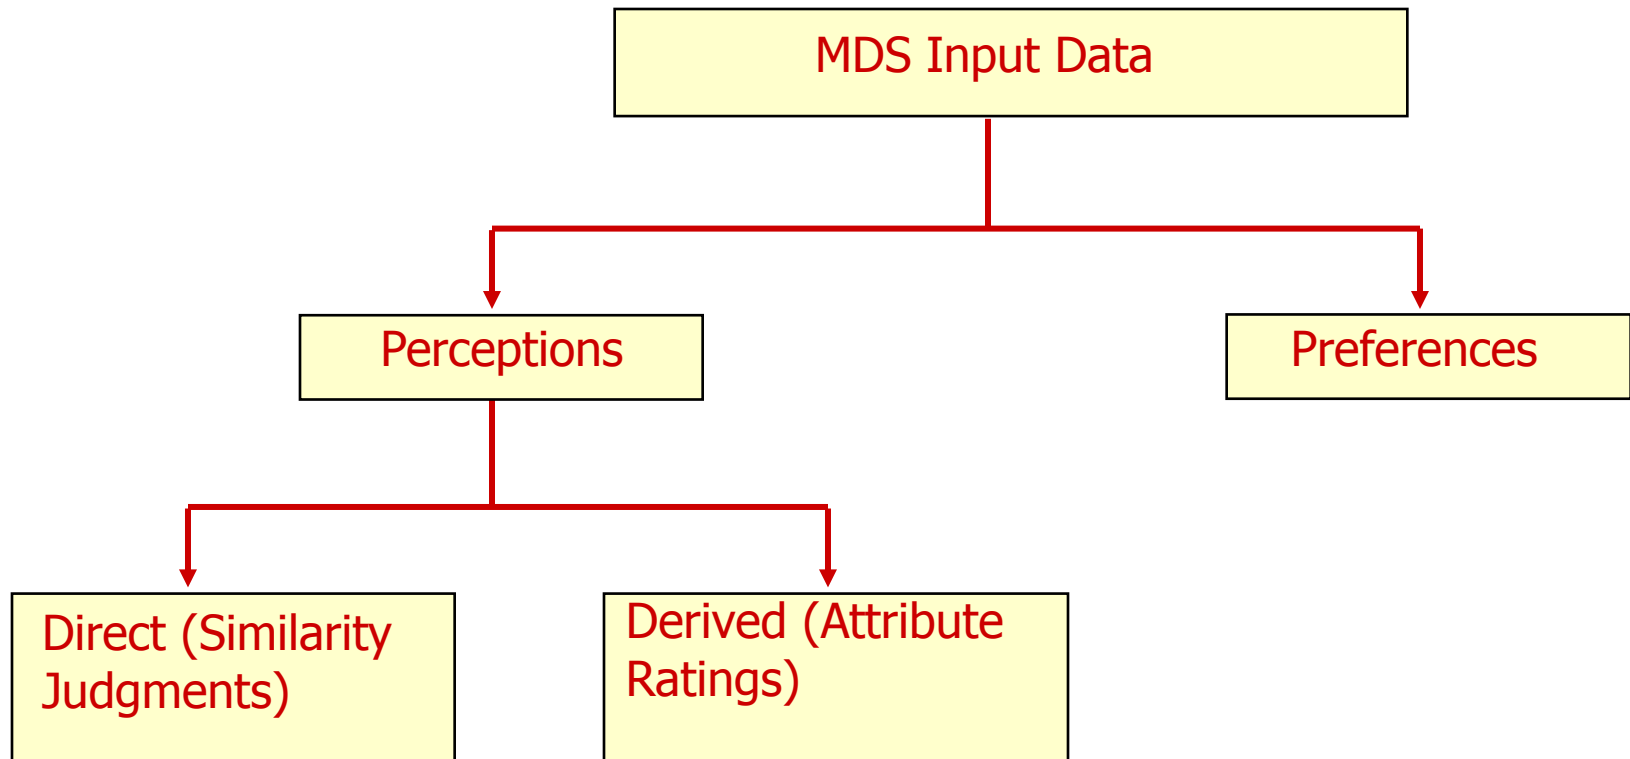 MDS Input Data
Perceptions
Preferences
Direct (Similarity
Judgments)
Derived (Attribute
Ratings)